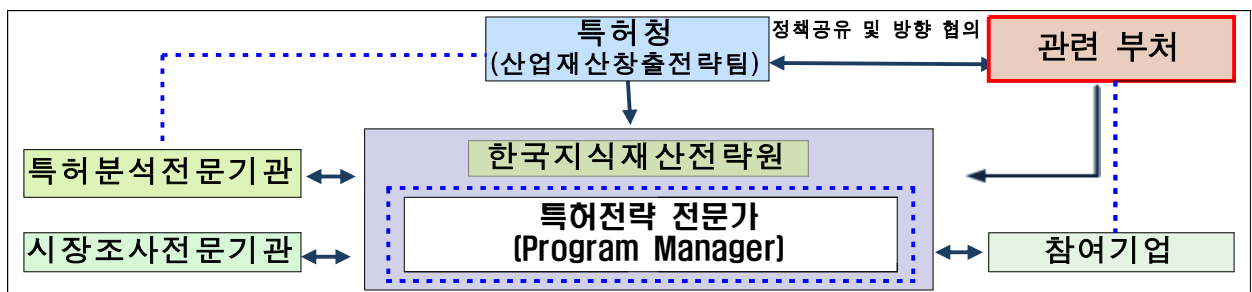 특허청
(산업재산창출전략팀)
정책공유 및 방향 협의
관련 부처
한국지식재산전략원
특허분석전문기관
특허전략 전문가
(Program Manager)
시장조사전문기관
참여기업